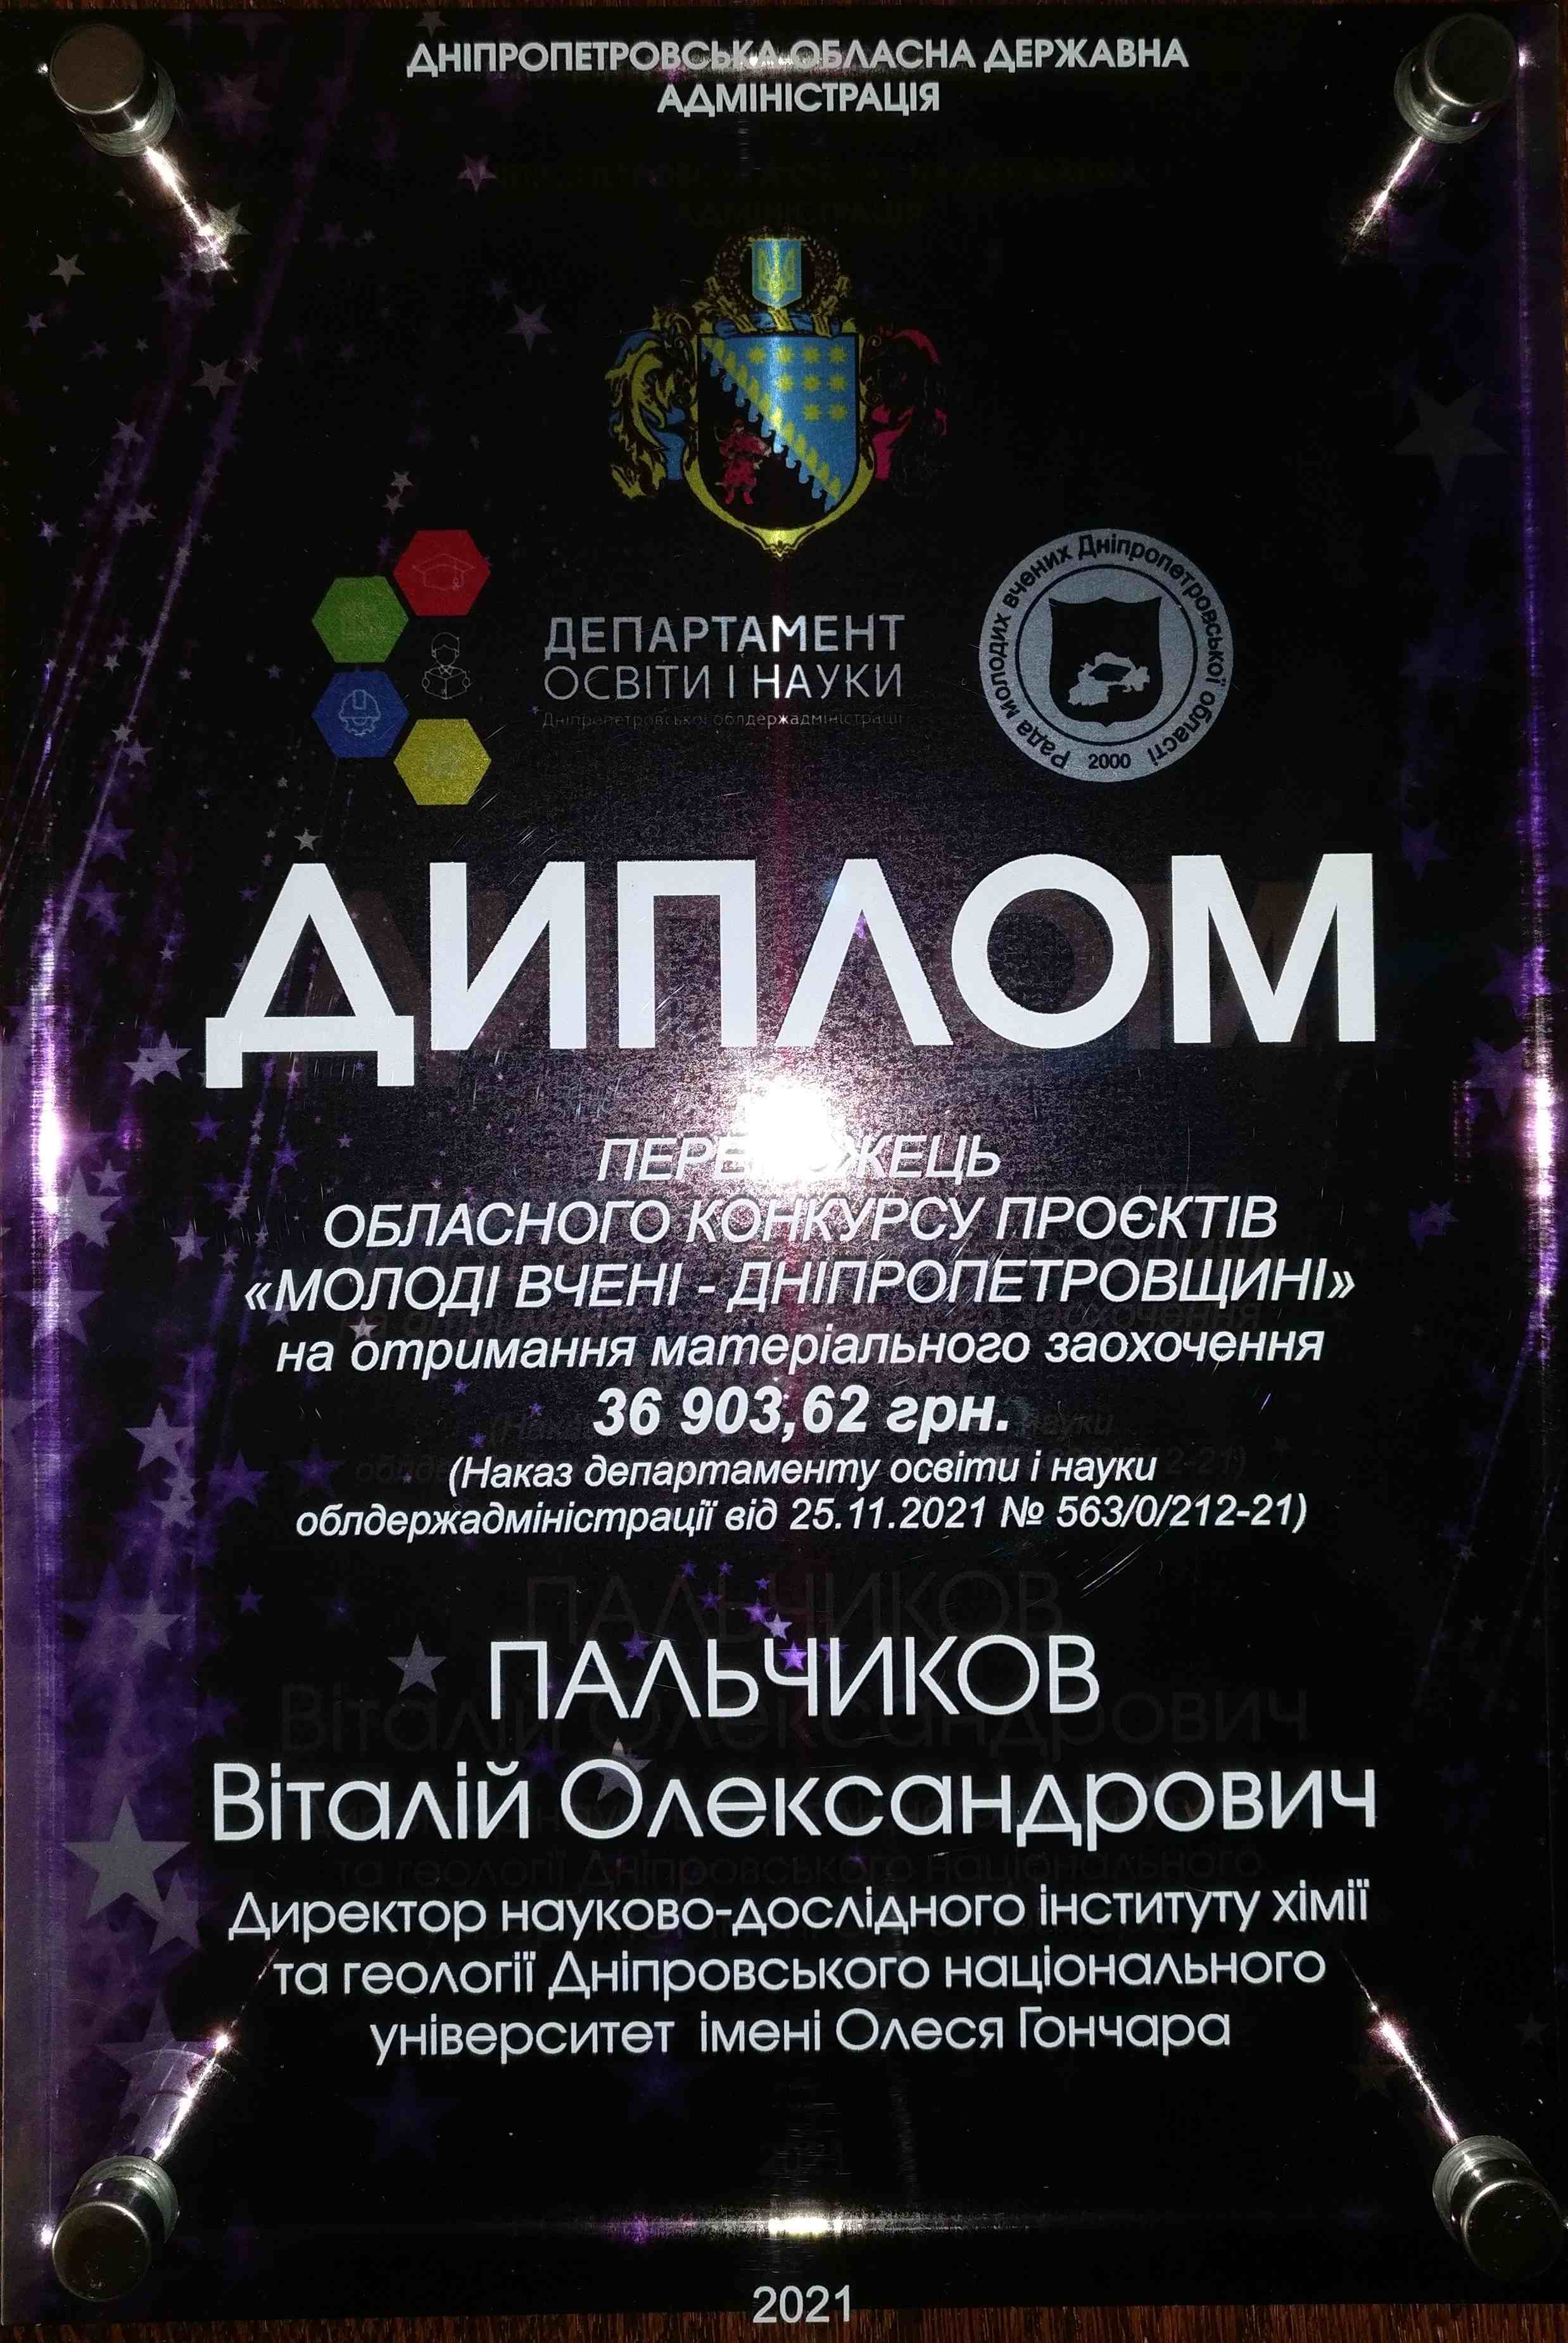 ДНІПРОПЕТРОВСЬКА ОБЛАСНА ДЕРЖАВНА
АДМІНІСТРАЦІЯ
ДЕПАРТАМЕНТ
ОСВІТИ І НАУКИ
Дніпропетровської облдержадміністрації
Рада молодих вчених Дніпропетровської області
2000
ДИПЛОМ
ПЕРЕМОЖЕЦЬ
ОБЛАСНОГО КОНКУРСУ ПРОЄКТІВ
«МОЛОДІ ВЧЕНІ - ДНІПРОПЕТРОВЩИНІ»
на отримання матеріального заохочення
36 903,62 грн.
(Наказ департаменту освіти і науки
облдержадміністрації від 25.11.2021 № 563/0/212-21)
ПАЛЬЧИКОВ
Віталій Олександрович
Директор науково-дослідного інституту хімії
та геології Дніпровського національного
університет імені Олеся Гончара
2021